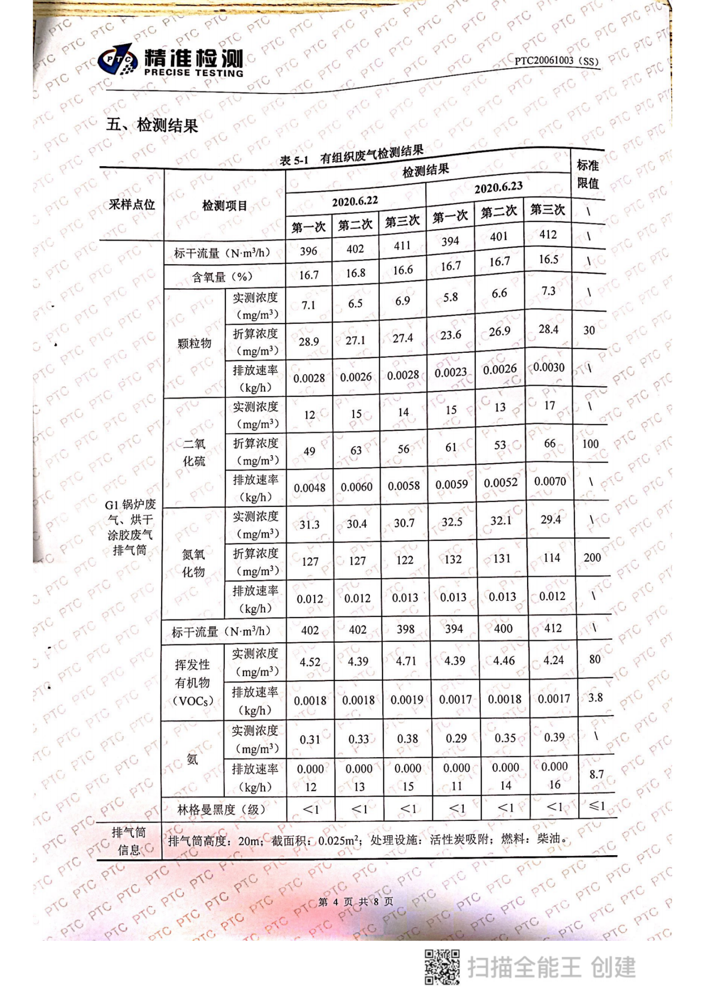 PTC
精准检测
PRECISE TESTING
PTC20061003（SS）
五、检测结果
表 5-1 有组织废气检测结果
采样点位 检测项目 检测结果 标准限值
2020.6.22 2020.6.23
第一次 第二次 第三次 第一次 第二次 第三次 \
G1 锅炉废
气、烘干
涂胶废气
排气筒
标干流量（N·m³/h） 396 402 411 394 401 412 \
含氧量（%） 16.7 16.8 16.6 16.7 16.7 16.5 \
颗粒物
实测浓度（mg/m³） 7.1 6.5 6.9 5.8 6.6 7.3 \
折算浓度（mg/m³） 28.9 27.1 27.4 23.6 26.9 28.4 30
排放速率（kg/h） 0.0028 0.0026 0.0028 0.0023 0.0026 0.0030 \
二氧
化硫
实测浓度（mg/m³） 12 15 14 15 13 17 \
折算浓度（mg/m³） 49 63 56 61 53 66 100
排放速率（kg/h） 0.0048 0.0060 0.0058 0.0059 0.0052 0.0070 \
氮氧
化物
实测浓度（mg/m³） 31.3 30.4 30.7 32.5 32.1 29.4 \
折算浓度（mg/m³） 127 127 122 132 131 114 200
排放速率（kg/h） 0.012 0.012 0.013 0.013 0.013 0.012 \
标干流量（N·m³/h） 402 402 398 394 400 412 \
挥发性
有机物
（VOCs）
实测浓度（mg/m³） 4.52 4.39 4.71 4.39 4.46 4.24 80
排放速率（kg/h） 0.0018 0.0018 0.0019 0.0017 0.0018 0.0017 3.8
氨
实测浓度（mg/m³） 0.31 0.33 0.38 0.29 0.35 0.39 \
排放速率（kg/h） 0.00012 0.00013 0.00015 0.00011 0.00014 0.00016 8.7
林格曼黑度（级） ＜1 ＜1 ＜1 ＜1 ＜1 ＜1 ≤1
排气筒
信息
排气筒高度：20m；截面积：0.025m²；处理设施：活性炭吸附；燃料：柴油。
第 4 页 共 8 页
扫描全能王 创建